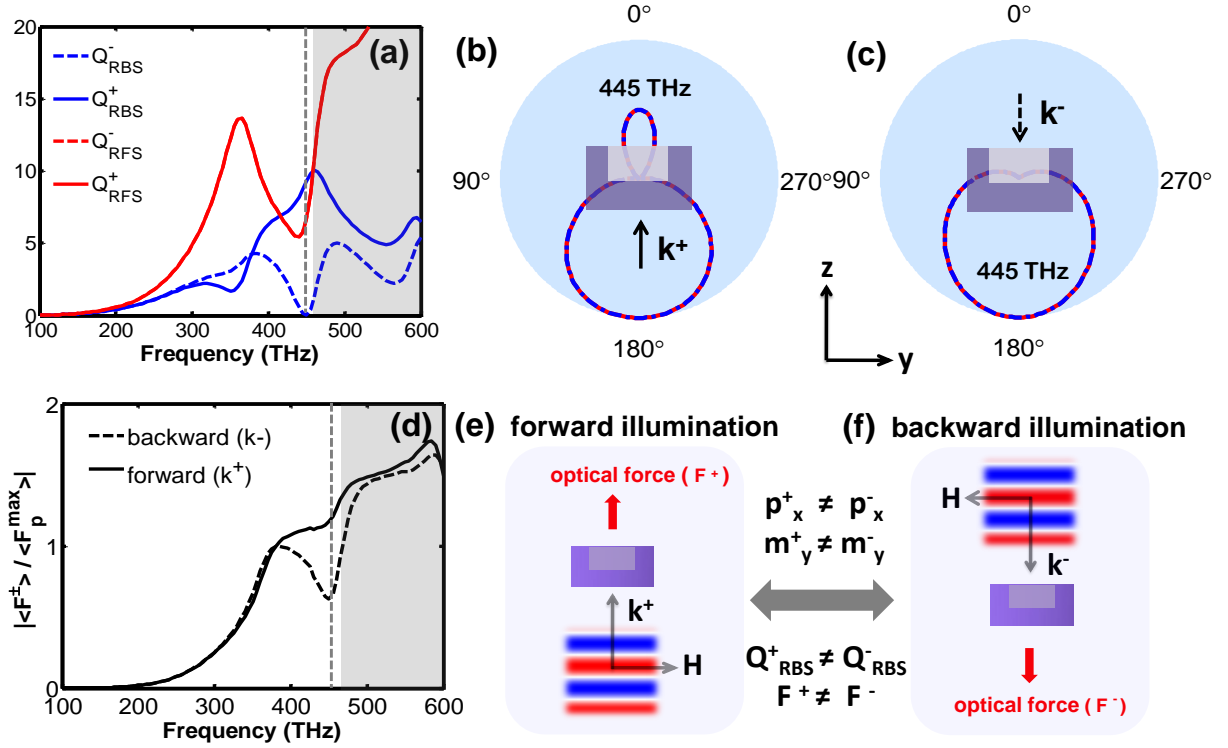 (a)
20
15
10
5
0
Q⁻RBS
Q⁺RBS
Q⁻RFS
Q⁺RFS
100 200 300 400 500 600
Frequency (THz)
(b)
0°
445 THz
90°
270°
k⁺
180°
(c)
0°
k⁻
90°
270°
445 THz
180°
z
y
(d)
2
1
0
|<F±> / <Fₚmax>|
backward (k-)
forward (k⁺)
100 200 300 400 500 600
Frequency (THz)
(e) forward illumination
optical force ( F⁺)
k⁺
H
p⁺x ≠ p⁻x
m⁺y ≠ m⁻y
Q⁺RBS ≠ Q⁻RBS
F⁺ ≠ F⁻
(f) backward illumination
H
k⁻
optical force ( F⁻)